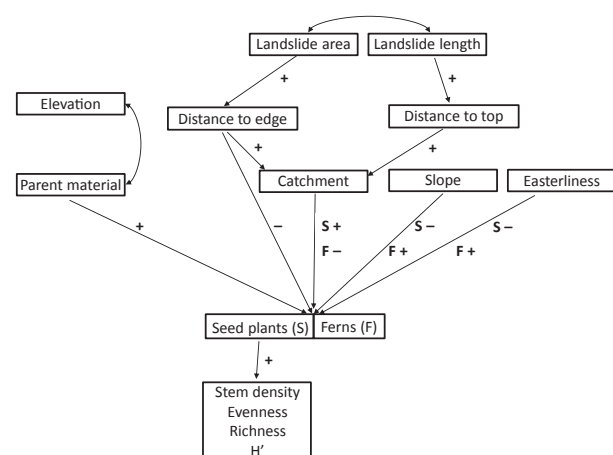 Landslide area
Landslide length
+
+
Elevation
Distance to edge
Distance to top
+
+
Parent material
Catchment
Slope
Easterliness
+
–
S +
S –
S –
F –
F +
F +
Seed plants (S)
Ferns (F)
+
Stem density
Evenness
Richness
H’